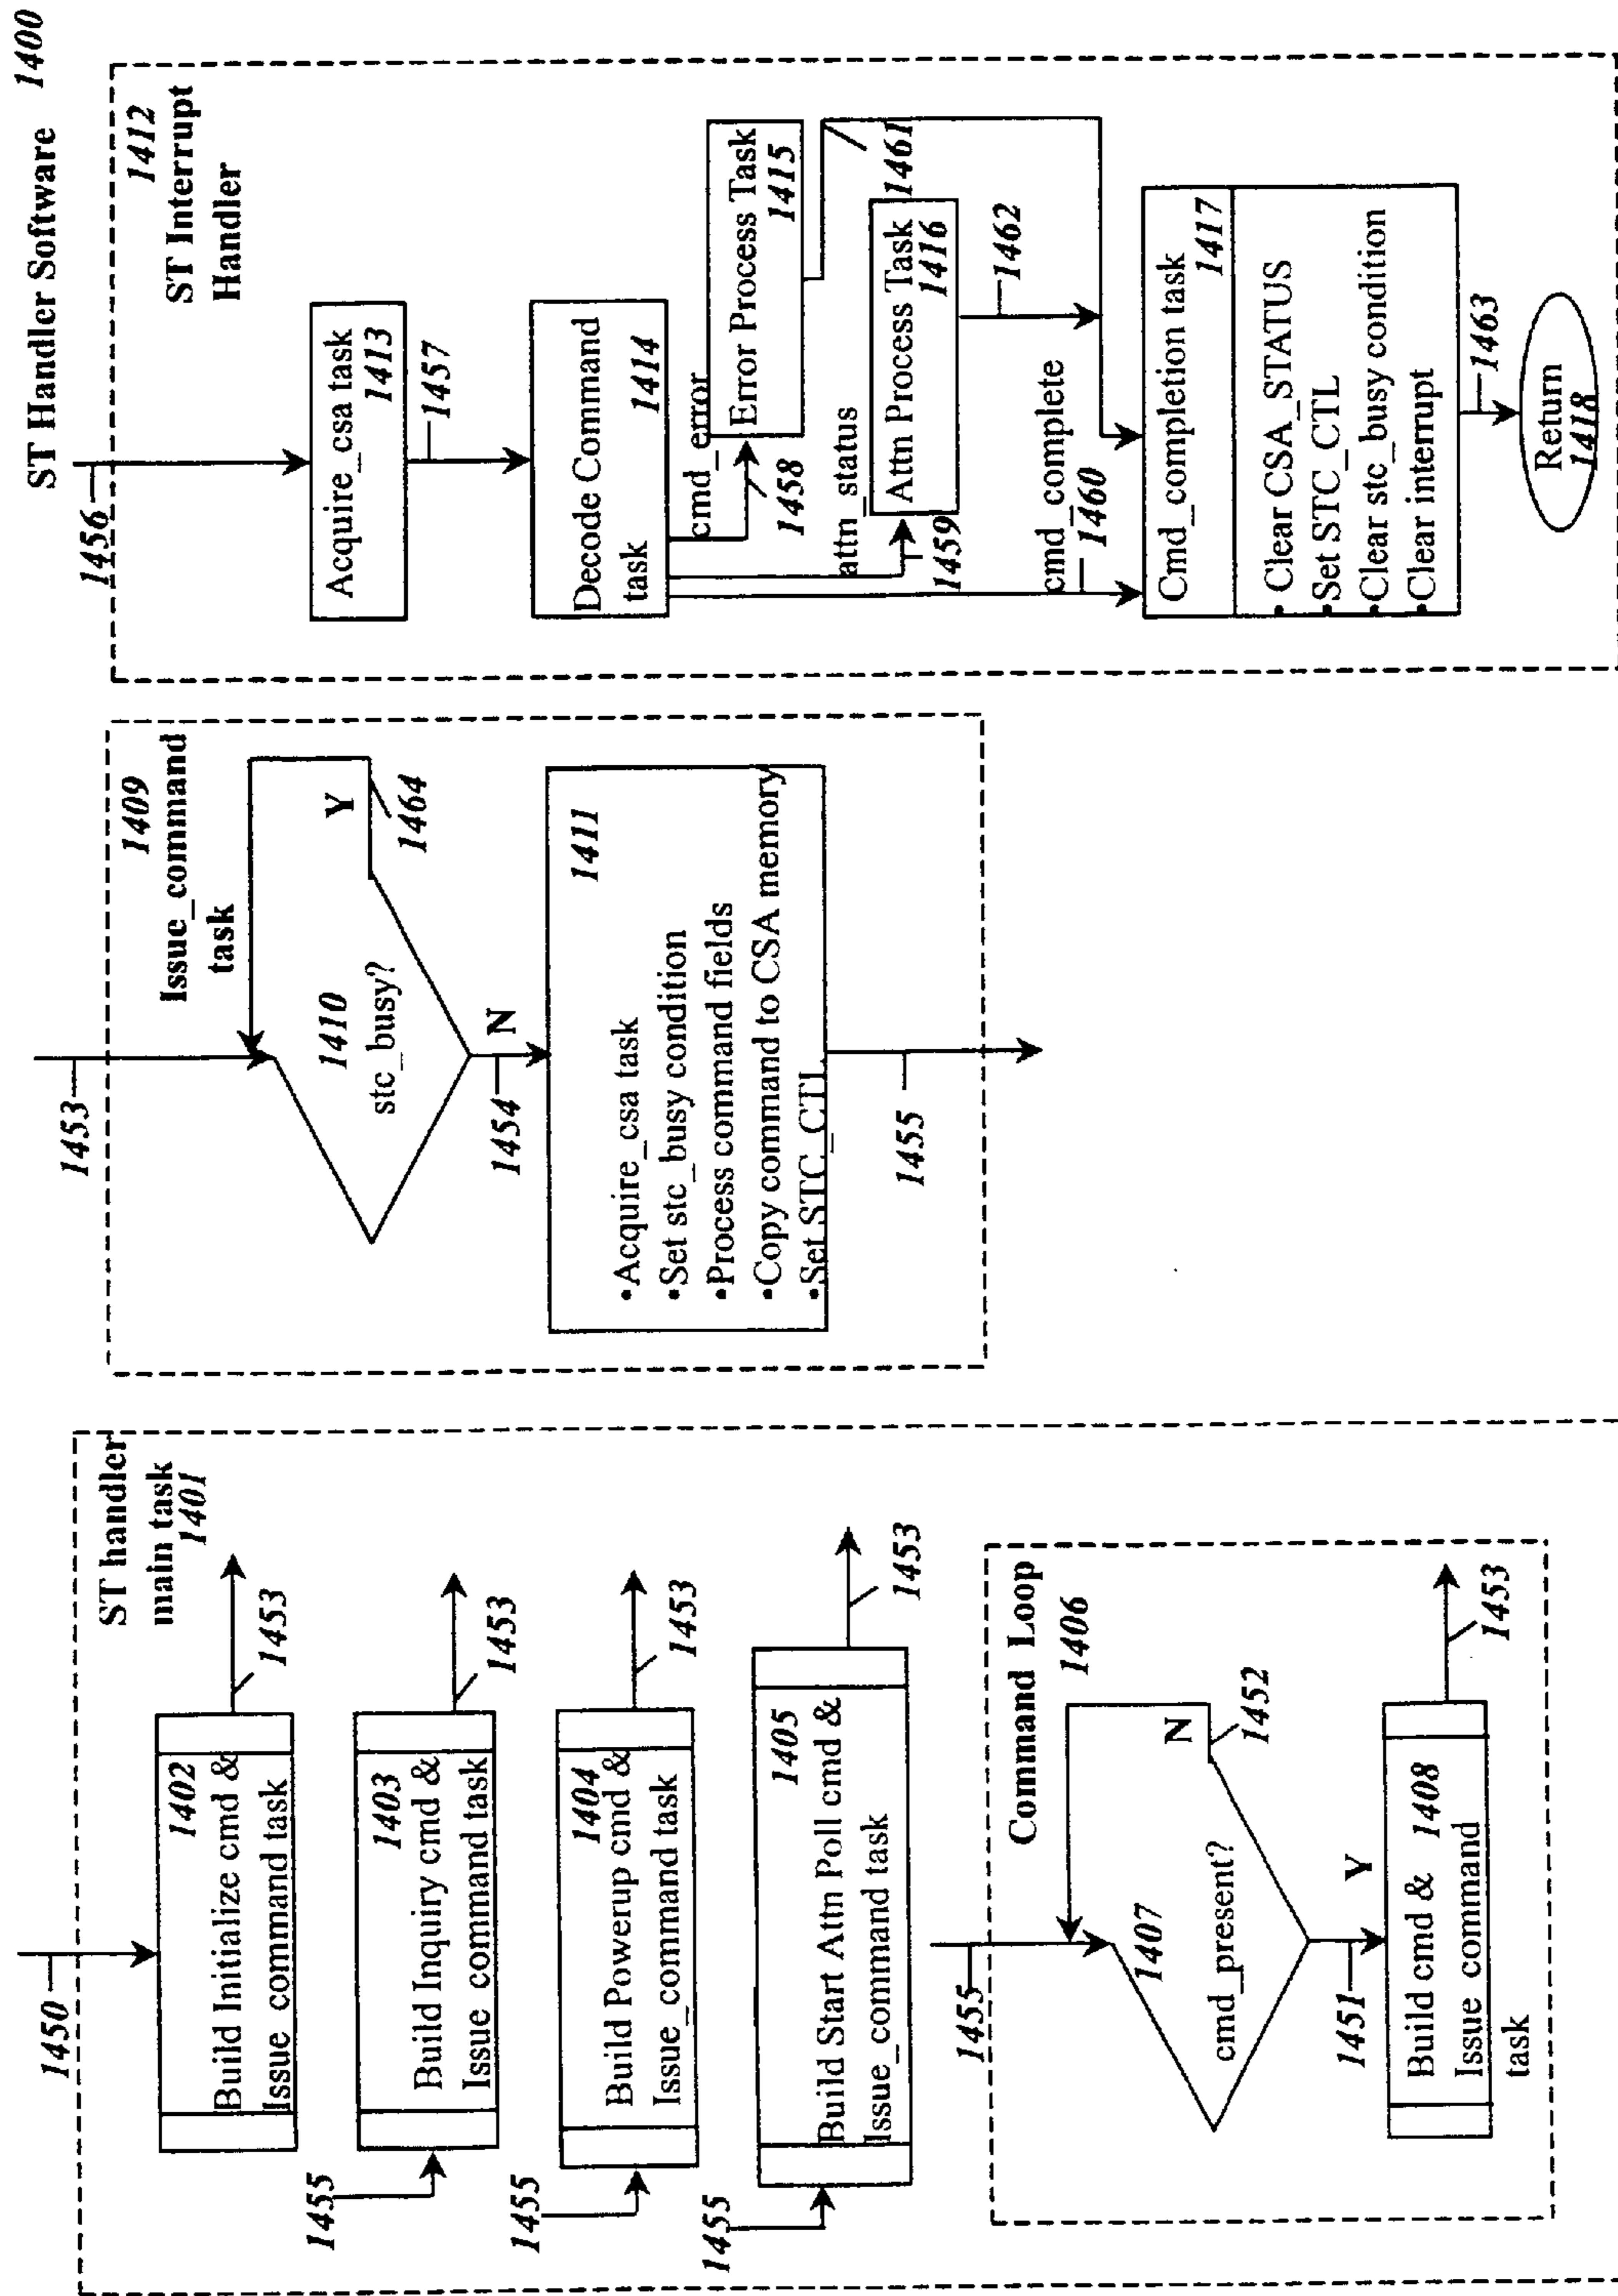 ST Handler Software 1400
1450
ST handler
main task
1401
1402
Build Initialize cmd &
Issue_command task
1453
1455
1403
Build Inquiry cmd &
Issue_command task
1453
1455
1404
Build Powerup cmd &
Issue_command task
1453
1455
1405
Build Start Attn Poll cmd &
Issue_command task
1453
1455
Command Loop
1406
1407
cmd_present?
N
1452
1451
Y
Build cmd & 1408
Issue_command
task
1453
1453
1409
Issue_command
task
1410
stc_busy?
Y
1464
1454
N
1411
•Acquire_csa task
•Set stc_busy condition
•Process command fields
•Copy command to CSA memory
•Set STC_CTL
1455
1456
1412
ST Interrupt
Handler
Acquire_csa task
1413
1457
Decode Command
task 1414
cmd_error
1458
Error Process Task
1415
1461
attn_status
1459
Attn Process Task
1416
1462
cmd_complete
1460
Cmd_completion task
1417
•Clear CSA_STATUS
•Set STC_CTL
•Clear stc_busy condition
•Clear interrupt
1463
Return
1418